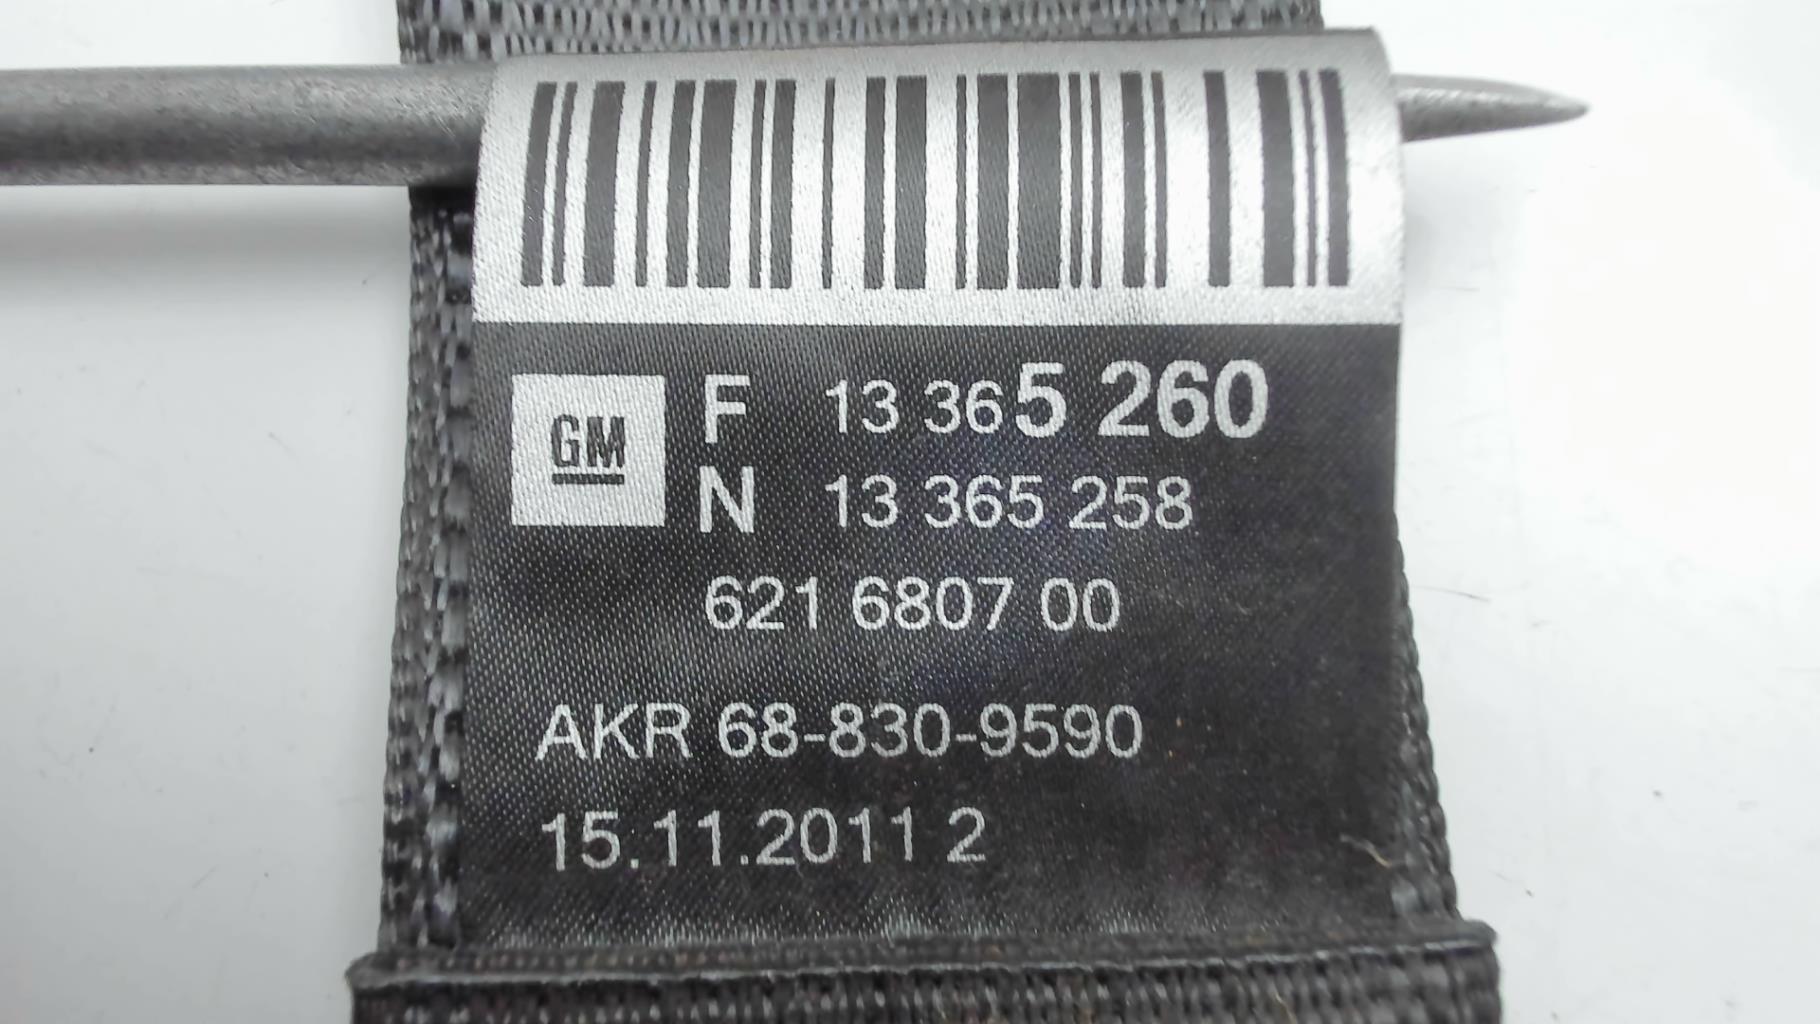 GM
F 13 365 260
N 13 365 258
621 6807 00
AKR 68-830-9590
15.11.2011 2